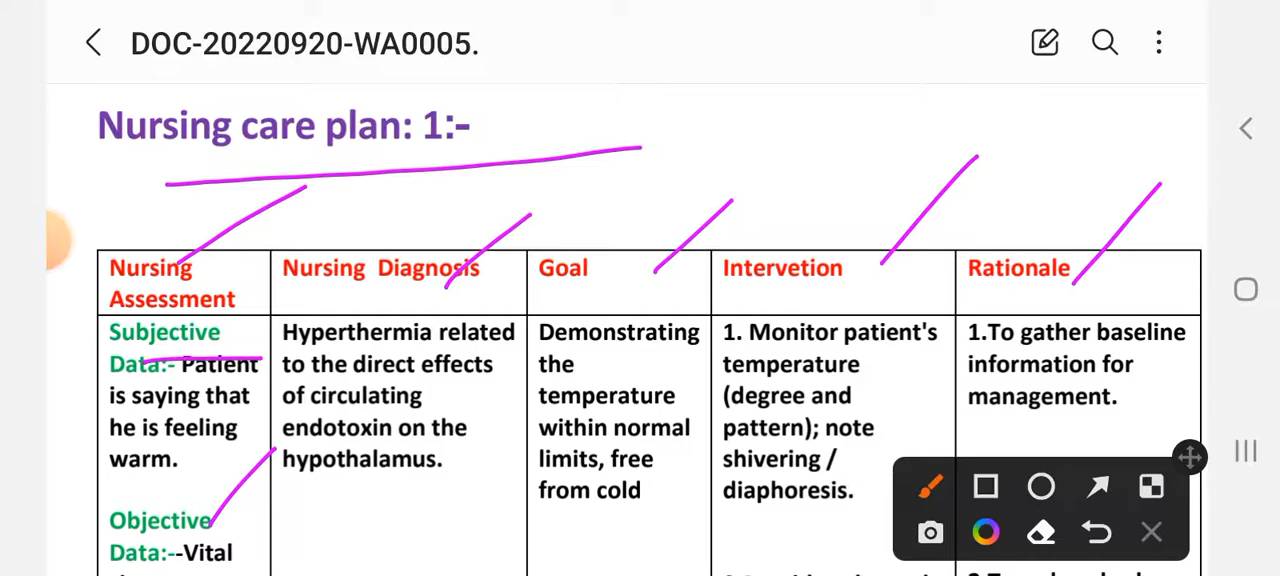 DOC-20220920-WA0005.
Nursing care plan: 1:-
Nursing
Assessment
Nursing Diagnosis
Goal
Intervetion
Rationale
Subjective
Data:- Patient
is saying that
he is feeling
warm.
Objective
Data:--Vital
Hyperthermia related
to the direct effects
of circulating
endotoxin on the
hypothalamus.
Demonstrating
the
temperature
within normal
limits, free
from cold
1. Monitor patient's
temperature
(degree and
pattern); note
shivering /
diaphoresis.
1.To gather baseline
information for
management.